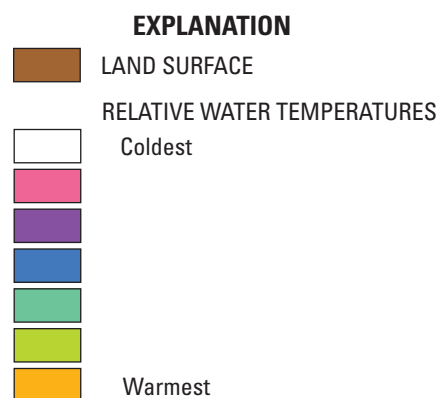 EXPLANATION
LAND SURFACE
RELATIVE WATER TEMPERATURES
Coldest
Warmest